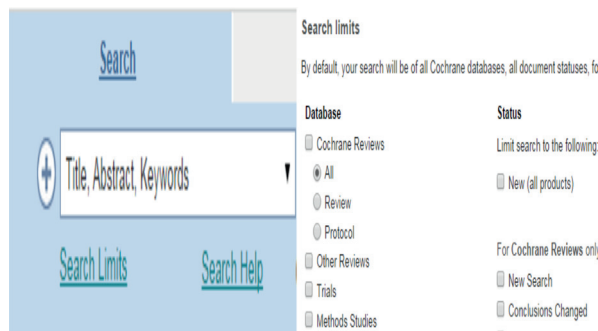 Search
Title, Abstract, Keywords
Search Limits
Search Help
Search limits
By default, your search will be of all Cochrane databases, all document statuses,
Database
Cochrane Reviews
All
Review
Protocol
Other Reviews
Trials
Methods Studies
Status
Limit search to the following:
New (all products)
For Cochrane Reviews only
New Search
Conclusions Changed